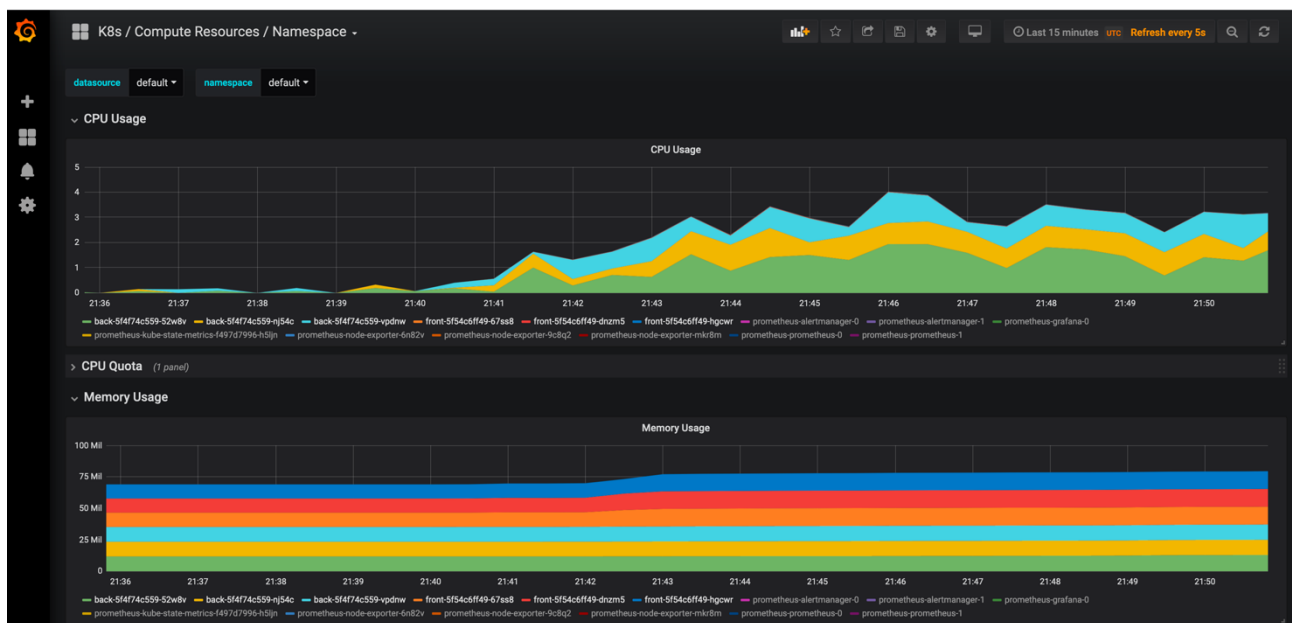 K8s / Compute Resources / Namespace
Last 15 minutes UTC Refresh every 5s
datasource default namespace default
CPU Usage
CPU Usage
5
4
3
2
1
0
21:36 21:37 21:38 21:39 21:40 21:41 21:42 21:43 21:44 21:45 21:46 21:47 21:48 21:49 21:50
back-5f4f74c559-52w8v back-5f4f74c559-nj54c back-5f4f74c559-vpdnw front-5f54c6ff49-67ss8 front-5f54c6ff49-dnzm5 front-5f54c6ff49-hgcwr prometheus-alertmanager-0 prometheus-alertmanager-1 prometheus-grafana-0
prometheus-kube-state-metrics-f497d7996-h5ljn prometheus-node-exporter-6n82v prometheus-node-exporter-9c8q2 prometheus-node-exporter-mkr8m prometheus-prometheus-0 prometheus-prometheus-1
CPU Quota (1 panel)
Memory Usage
Memory Usage
100 Mil
75 Mil
50 Mil
25 Mil
0
21:36 21:37 21:38 21:39 21:40 21:41 21:42 21:43 21:44 21:45 21:46 21:47 21:48 21:49 21:50
back-5f4f74c559-52w8v back-5f4f74c559-nj54c back-5f4f74c559-vpdnw front-5f54c6ff49-67ss8 front-5f54c6ff49-dnzm5 front-5f54c6ff49-hgcwr prometheus-alertmanager-0 prometheus-alertmanager-1 prometheus-grafana-0
prometheus-kube-state-metrics-f497d7996-h5ljn prometheus-node-exporter-6n82v prometheus-node-exporter-9c8q2 prometheus-node-exporter-mkr8m prometheus-prometheus-0 prometheus-prometheus-1